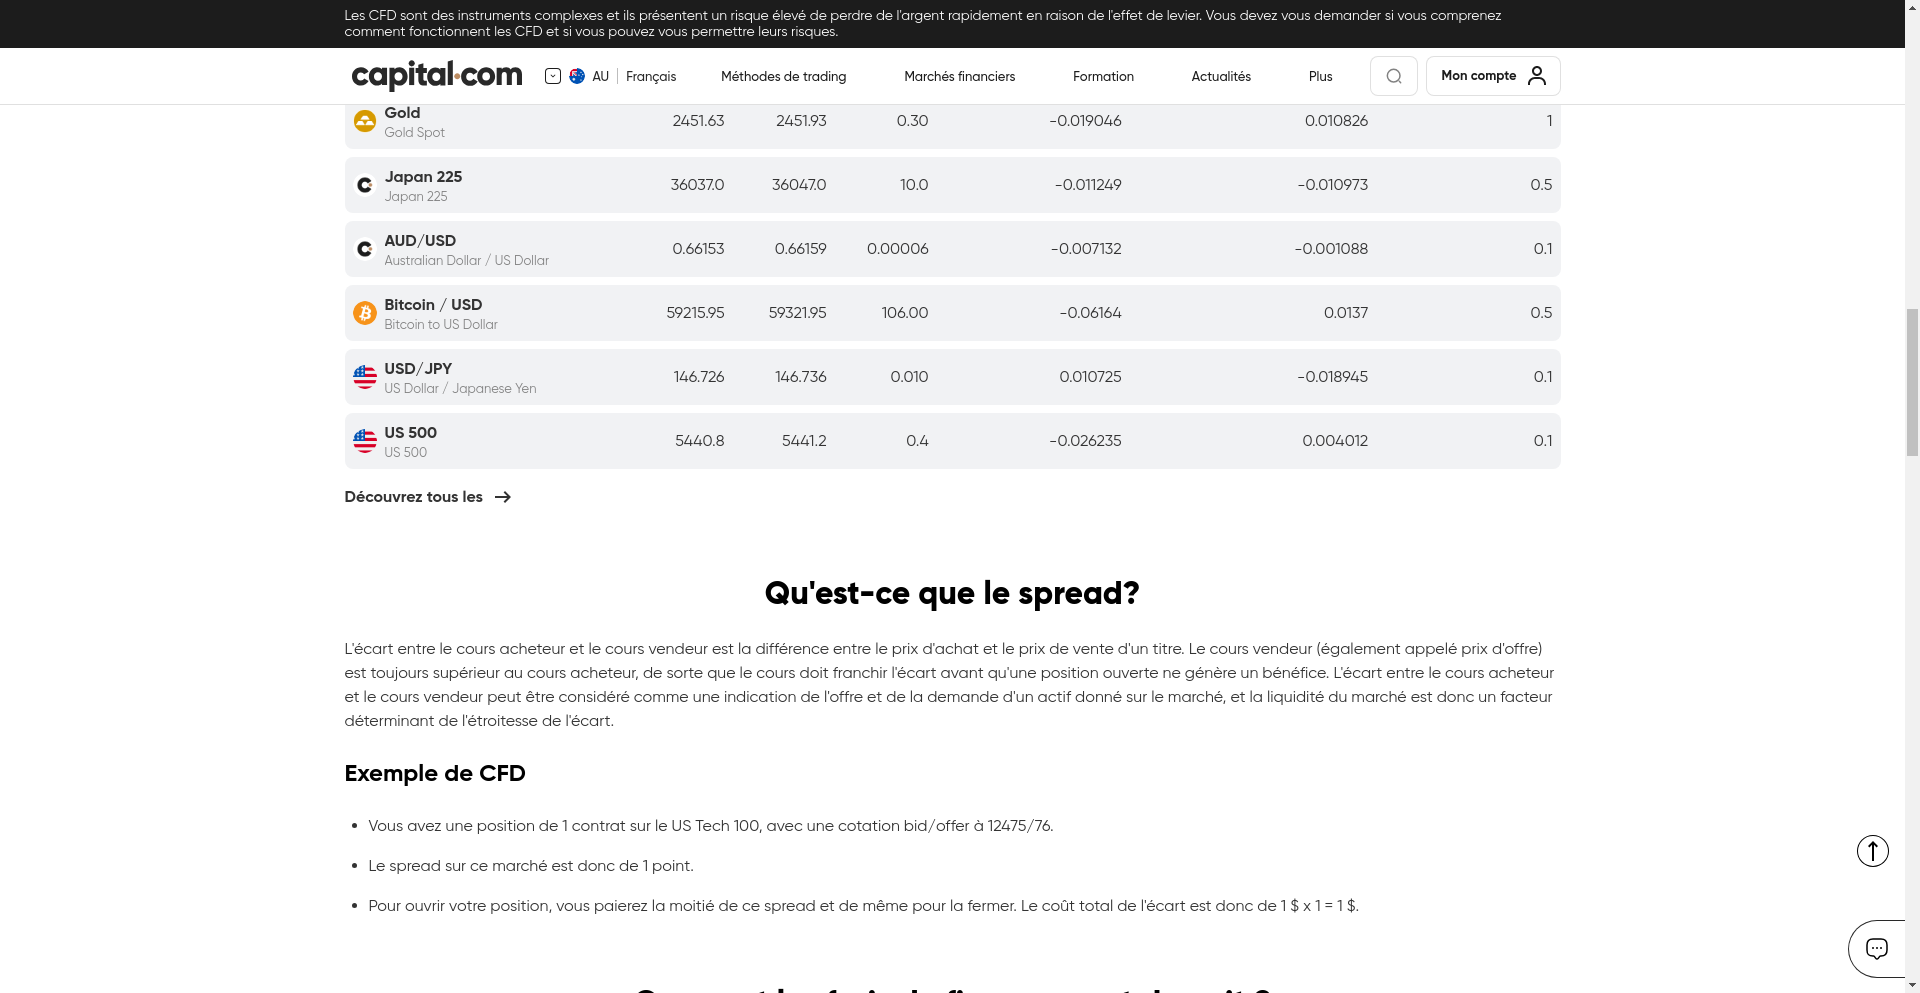 Les CFD sont des instruments complexes et ils présentent un risque élevé de perdre de l'argent rapidement en raison de l'effet de levier. Vous devez vous demander si vous comprenez
comment fonctionnent les CFD et si vous pouvez vous permettre leurs risques.
capital.com AU Français Méthodes de trading Marchés financiers Formation Actualités Plus Mon compte
Gold 2451.63 2451.93 0.30 -0.019046 0.010826 1
Gold Spot
Japan 225 36037.0 36047.0 10.0 -0.011249 -0.010973 0.5
Japan 225
AUD/USD 0.66153 0.66159 0.00006 -0.007132 -0.001088 0.1
Australian Dollar / US Dollar
Bitcoin / USD 59215.95 59321.95 106.00 -0.06164 0.0137 0.5
Bitcoin to US Dollar
USD/JPY 146.726 146.736 0.010 0.010725 -0.018945 0.1
US Dollar / Japanese Yen
US 500 5440.8 5441.2 0.4 -0.026235 0.004012 0.1
US 500
Découvrez tous les
Qu'est-ce que le spread?
L'écart entre le cours acheteur et le cours vendeur est la différence entre le prix d'achat et le prix de vente d'un titre. Le cours vendeur (également appelé prix d'offre)
est toujours supérieur au cours acheteur, de sorte que le cours doit franchir l'écart avant qu'une position ouverte ne génère un bénéfice. L'écart entre le cours acheteur
et le cours vendeur peut être considéré comme une indication de l'offre et de la demande d'un actif donné sur le marché, et la liquidité du marché est donc un facteur
déterminant de l'étroitesse de l'écart.
Exemple de CFD
• Vous avez une position de 1 contrat sur le US Tech 100, avec une cotation bid/offer à 12475/76.
• Le spread sur ce marché est donc de 1 point.
• Pour ouvrir votre position, vous paierez la moitié de ce spread et de même pour la fermer. Le coût total de l'écart est donc de 1 $ x 1 = 1 $.